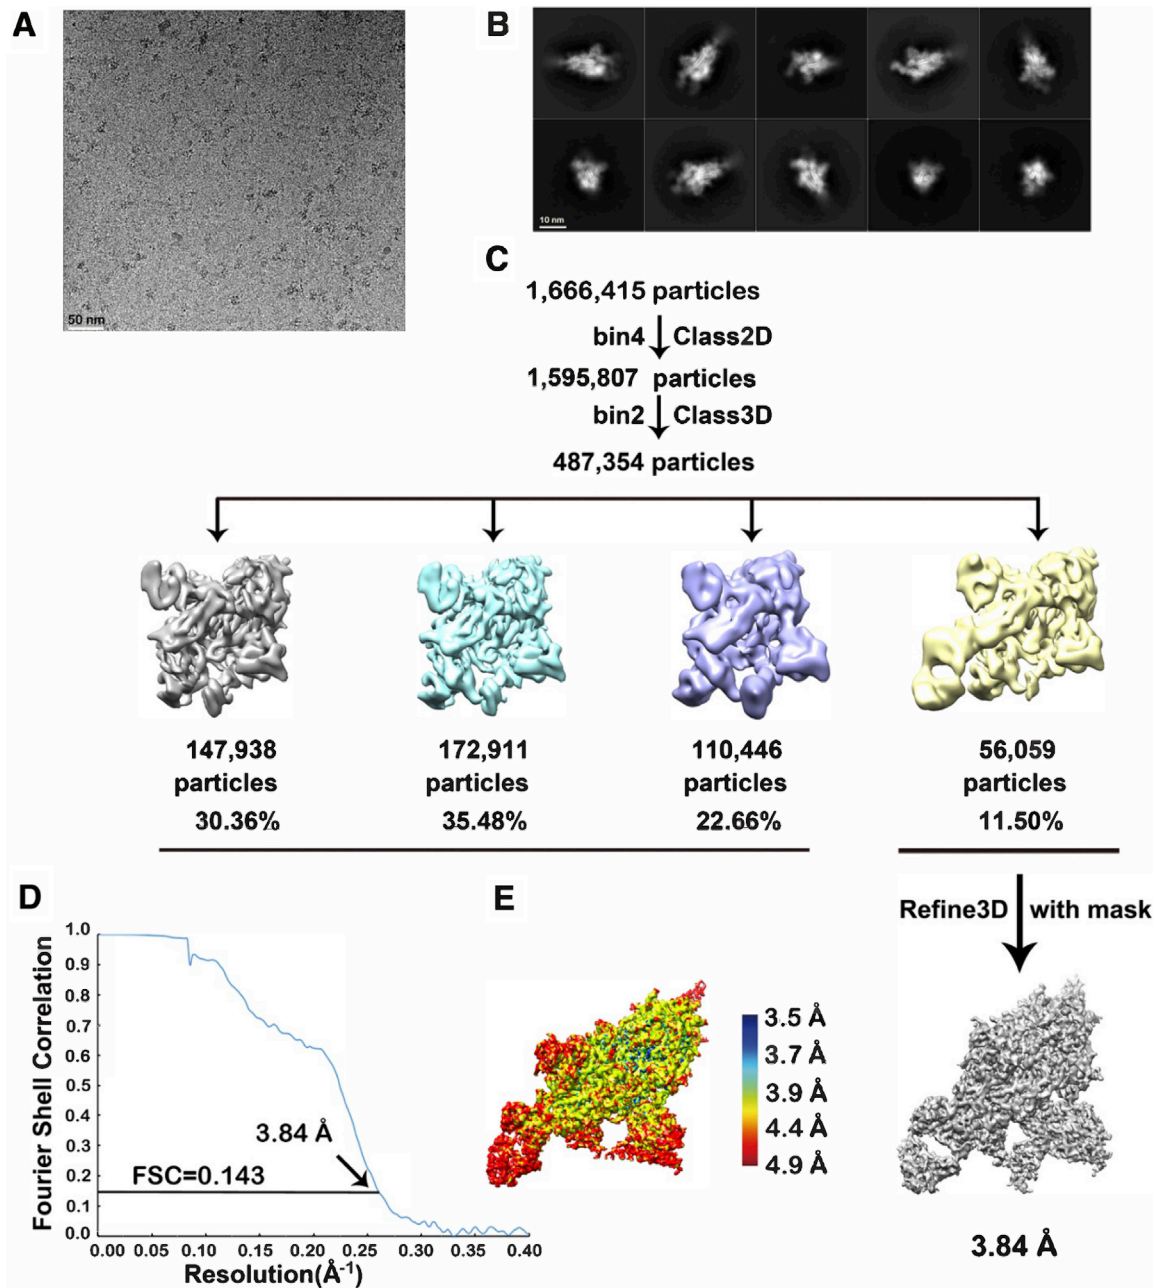 A
50 nm
B
10 nm
C
1,666,415 particles
bin4 Class2D
1,595,807 particles
bin2 Class3D
487,354 particles
147,938
particles
30.36%
172,911
particles
35.48%
110,446
particles
22.66%
56,059
particles
11.50%
Refine3D with mask
3.84 Å
D
Fourier Shell Correlation
1.0
0.9
0.8
0.7
0.6
0.5
0.4
0.3
0.2
0.1
0.0
3.84 Å
FSC=0.143
0.00 0.05 0.10 0.15 0.20 0.25 0.30 0.35 0.40
Resolution(Å⁻¹)
E
3.5 Å
3.7 Å
3.9 Å
4.4 Å
4.9 Å